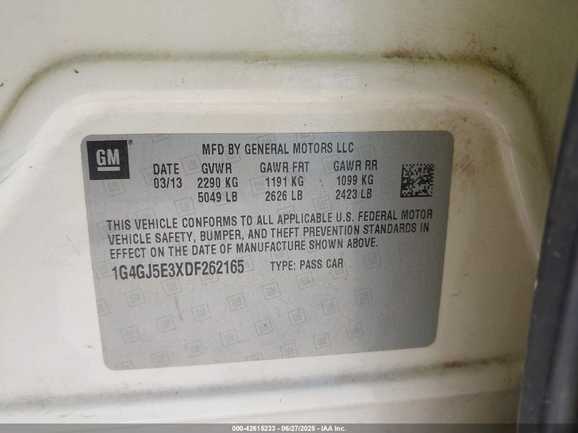 GM
MFD BY GENERAL MOTORS LLC
DATE GVWR GAWR FRT GAWR RR
03/13 2290 KG 1191 KG 1099 KG
5049 LB 2626 LB 2423 LB
THIS VEHICLE CONFORMS TO ALL APPLICABLE U.S. FEDERAL MOTOR
VEHICLE SAFETY, BUMPER, AND THEFT PREVENTION STANDARDS IN
EFFECT ON THE DATE OF MANUFACTURE SHOWN ABOVE.
1G4GJ5E3XDF262165 TYPE: PASS CAR
000-42615233 - 06/27/2025 - IAA Inc.